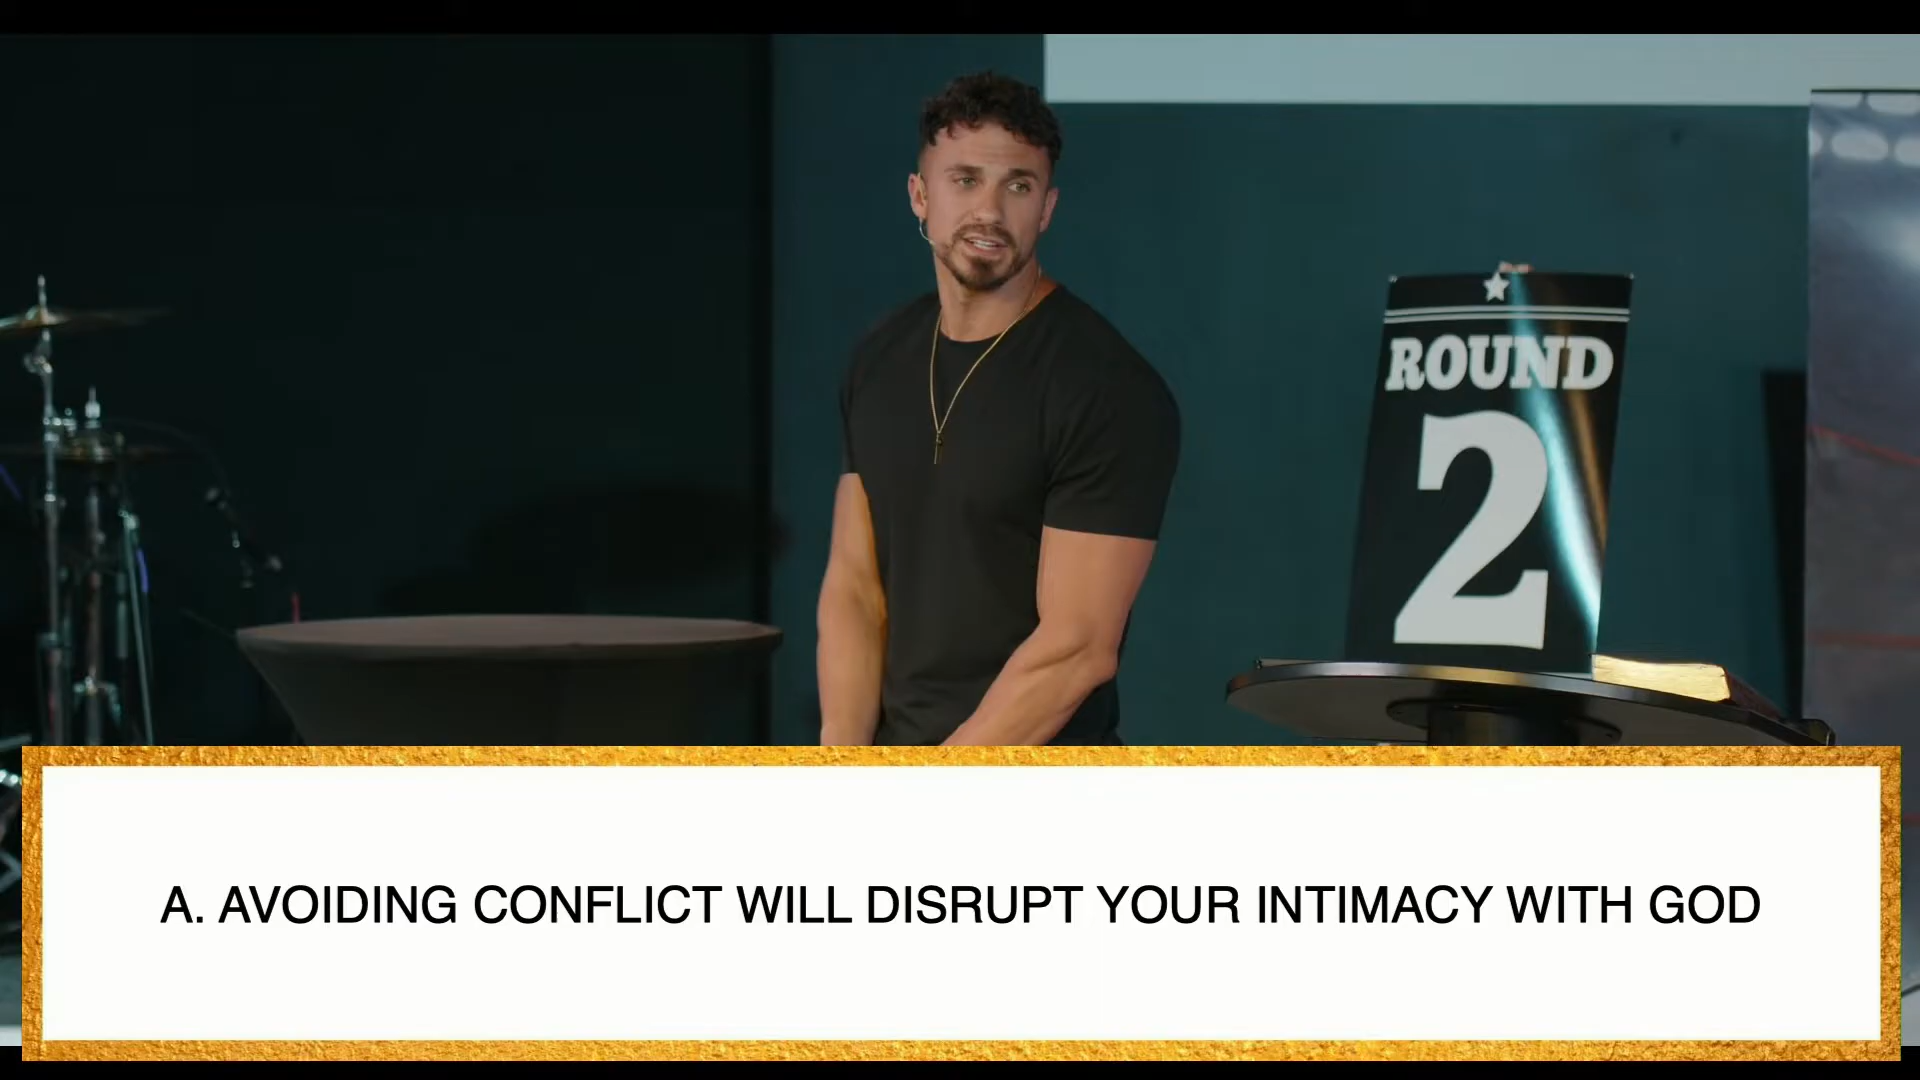 ROUND
2
A. AVOIDING CONFLICT WILL DISRUPT YOUR INTIMACY WITH GOD